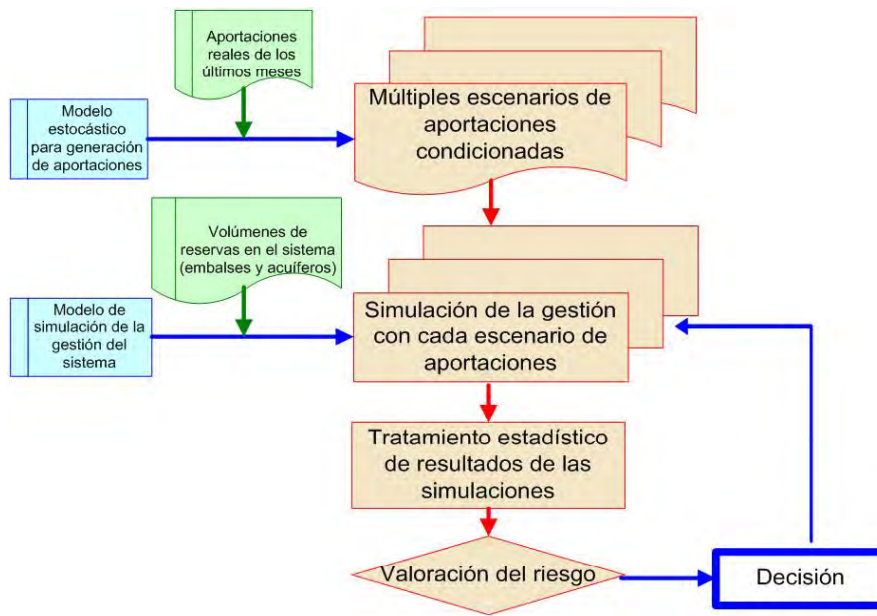 Aportaciones
reales de los
últimos meses
Modelo
estocástico
para generación
de aportaciones
Múltiples escenarios de
aportaciones
condicionadas
Volúmenes de
reservas en el sistema
(embalses y acuíferos)
Modelo de
simulación de la
gestión del
sistema
Simulación de la gestión
con cada escenario de
aportaciones
Tratamiento estadístico
de resultados de las
simulaciones
Valoración del riesgo
Decisión